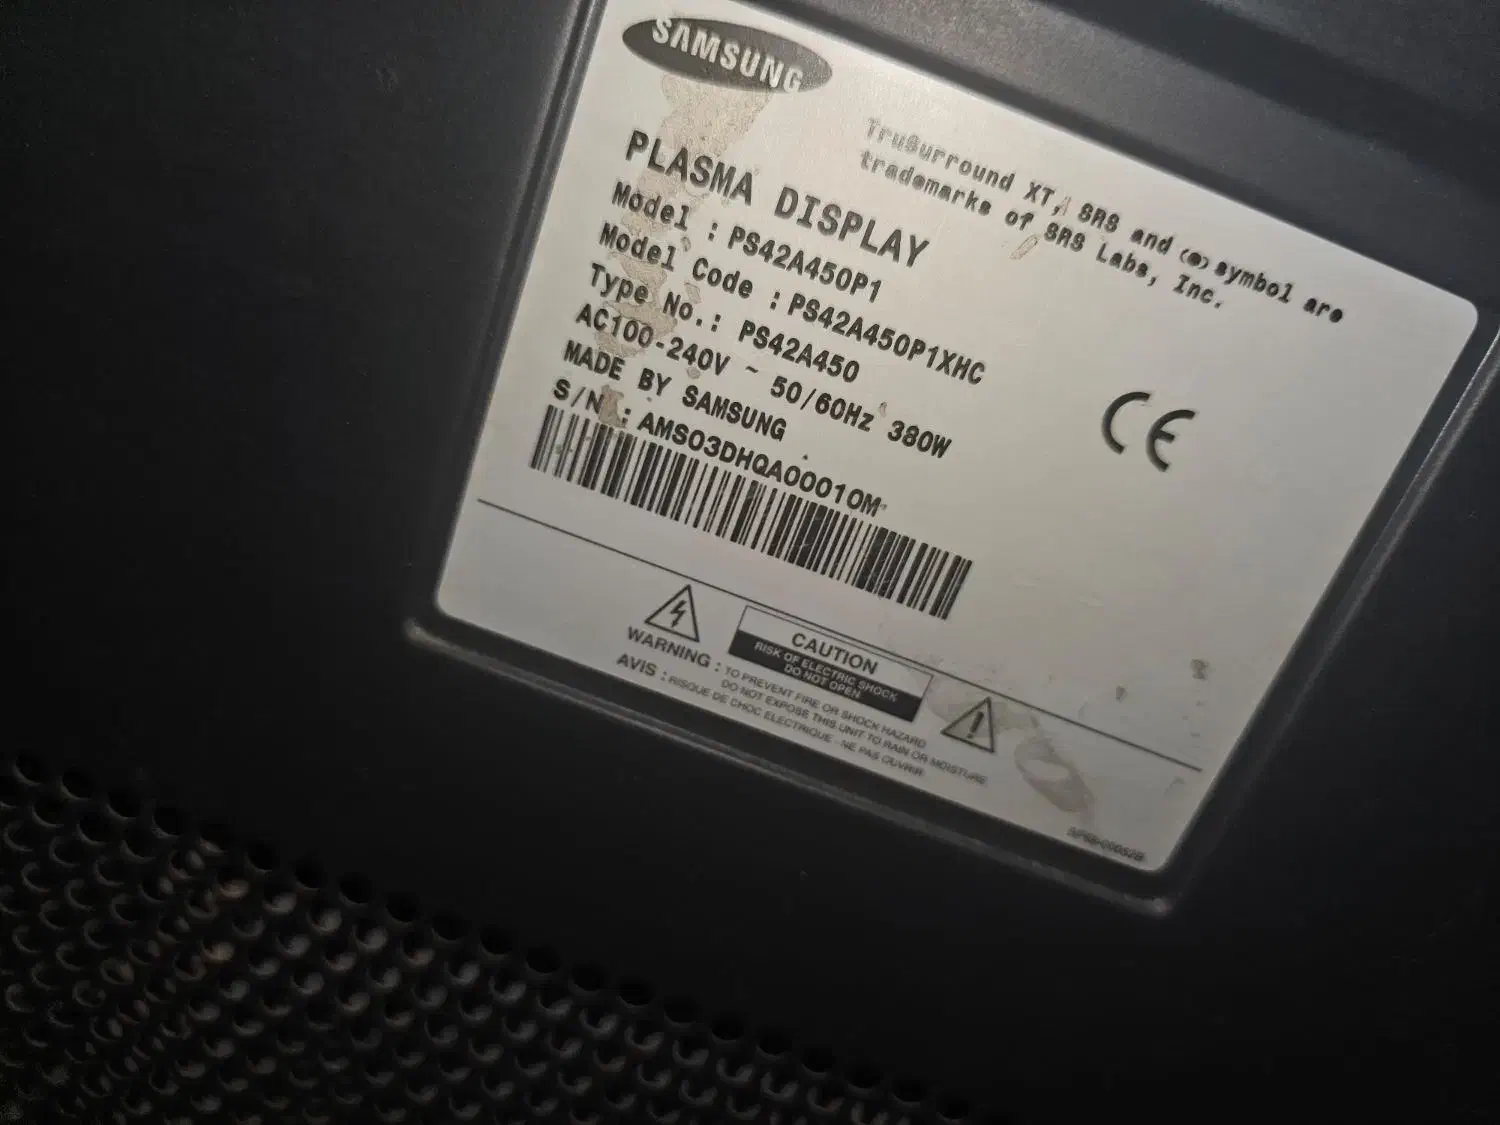 SAMSUNG
TruSurround XT, SRS and (●) symbol are
trademarks of SRS Labs, Inc.
PLASMA DISPLAY
Model : PS42A450P1
Model Code : PS42A450P1XHC
Type No.: PS42A450
AC100-240V ~ 50/60Hz 380W
MADE BY SAMSUNG
S/N : AMS03DHQA00010M
CE
CAUTION
RISK OF ELECTRIC SHOCK
DO NOT OPEN
WARNING : TO PREVENT FIRE OR SHOCK HAZARD
DO NOT EXPOSE THIS UNIT TO RAIN OR MOISTURE
AVIS : RISQUE DE CHOC ELECTRIQUE - NE PAS OUVRIR